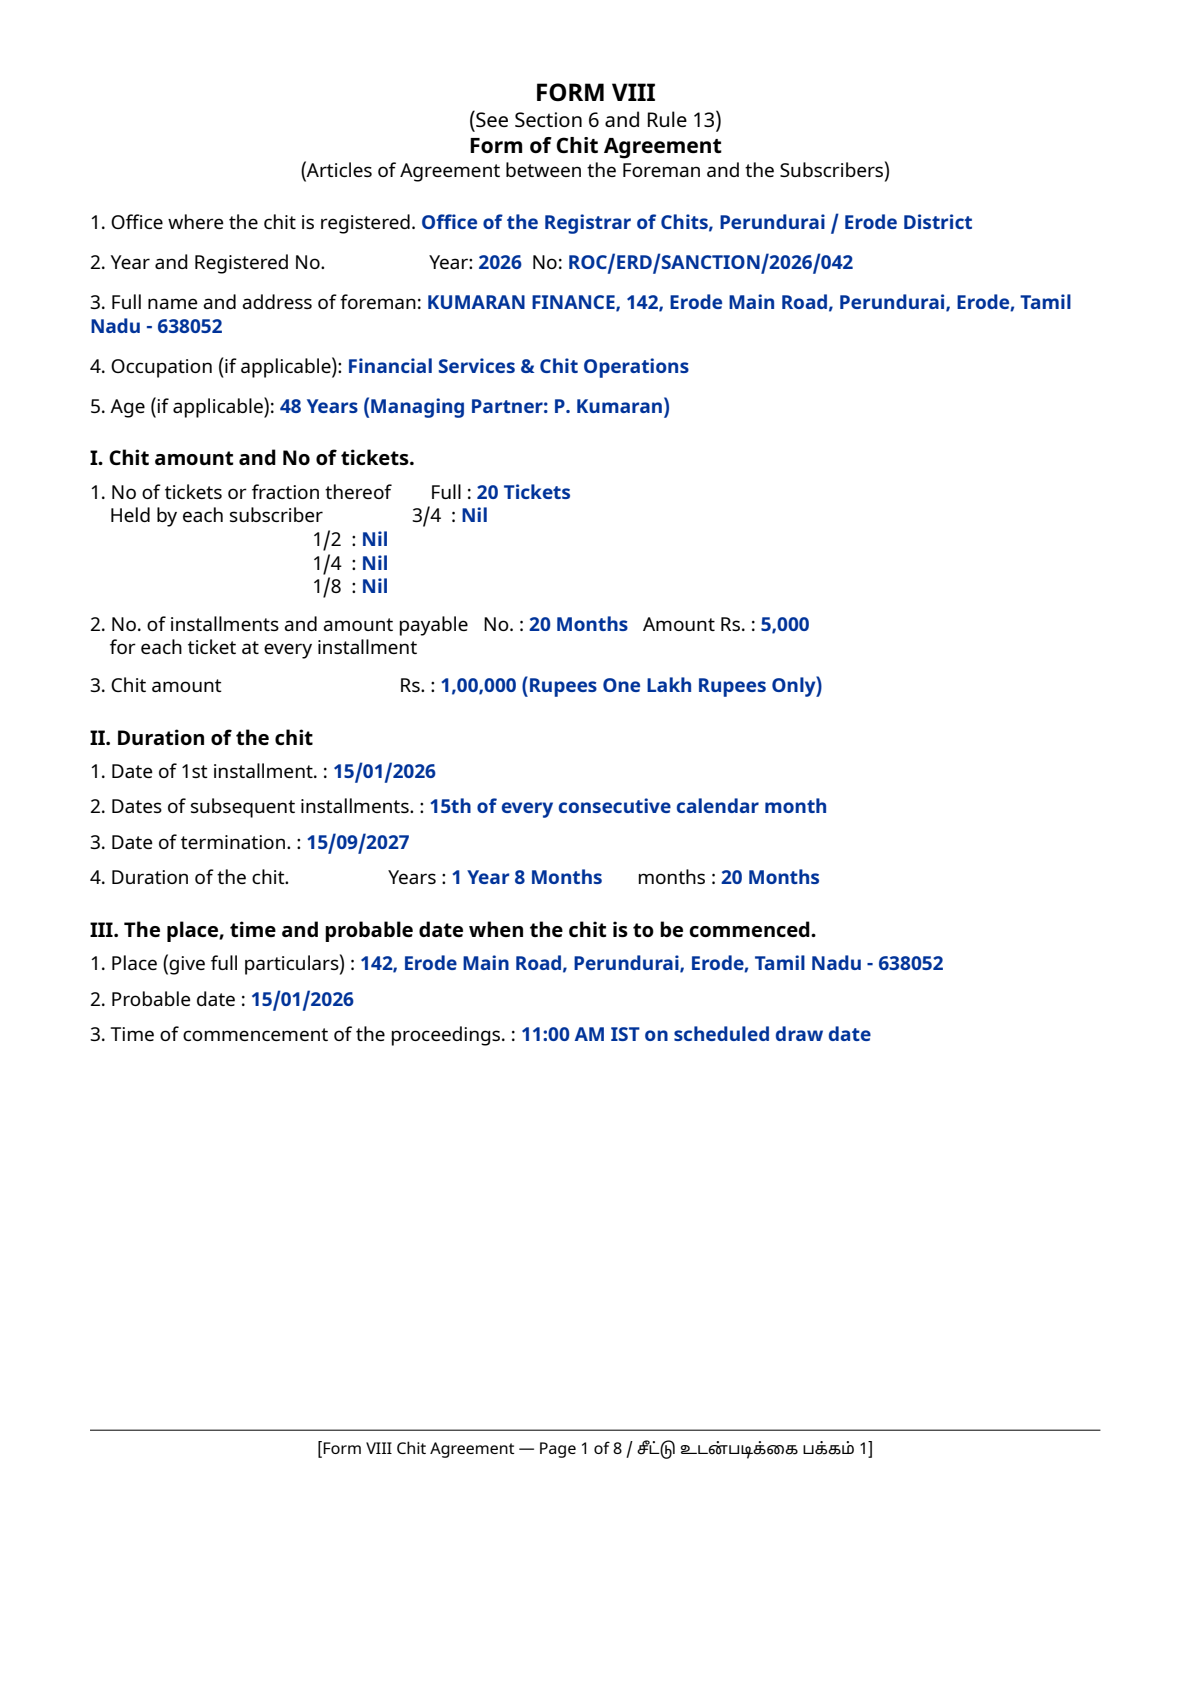 FORM VIII
(See Section 6 and Rule 13)
Form of Chit Agreement
(Articles of Agreement between the Foreman and the Subscribers)
1. Office where the chit is registered. Office of the Registrar of Chits, Perundurai / Erode District
2. Year and Registered No. Year: 2026 No: ROC/ERD/SANCTION/2026/042
3. Full name and address of foreman: KUMARAN FINANCE, 142, Erode Main Road, Perundurai, Erode, Tamil
Nadu - 638052
4. Occupation (if applicable): Financial Services & Chit Operations
5. Age (if applicable): 48 Years (Managing Partner: P. Kumaran)
I. Chit amount and No of tickets.
1. No of tickets or fraction thereof Full : 20 Tickets
Held by each subscriber 3/4 : Nil
1/2 : Nil
1/4 : Nil
1/8 : Nil
2. No. of installments and amount payable No. : 20 Months Amount Rs. : 5,000
for each ticket at every installment
3. Chit amount Rs. : 1,00,000 (Rupees One Lakh Rupees Only)
II. Duration of the chit
1. Date of 1st installment. : 15/01/2026
2. Dates of subsequent installments. : 15th of every consecutive calendar month
3. Date of termination. : 15/09/2027
4. Duration of the chit. Years : 1 Year 8 Months months : 20 Months
III. The place, time and probable date when the chit is to be commenced.
1. Place (give full particulars) : 142, Erode Main Road, Perundurai, Erode, Tamil Nadu - 638052
2. Probable date : 15/01/2026
3. Time of commencement of the proceedings. : 11:00 AM IST on scheduled draw date
[Form VIII Chit Agreement — Page 1 of 8 / சீட்டு உடன்படிக்கை பக்கம் 1]